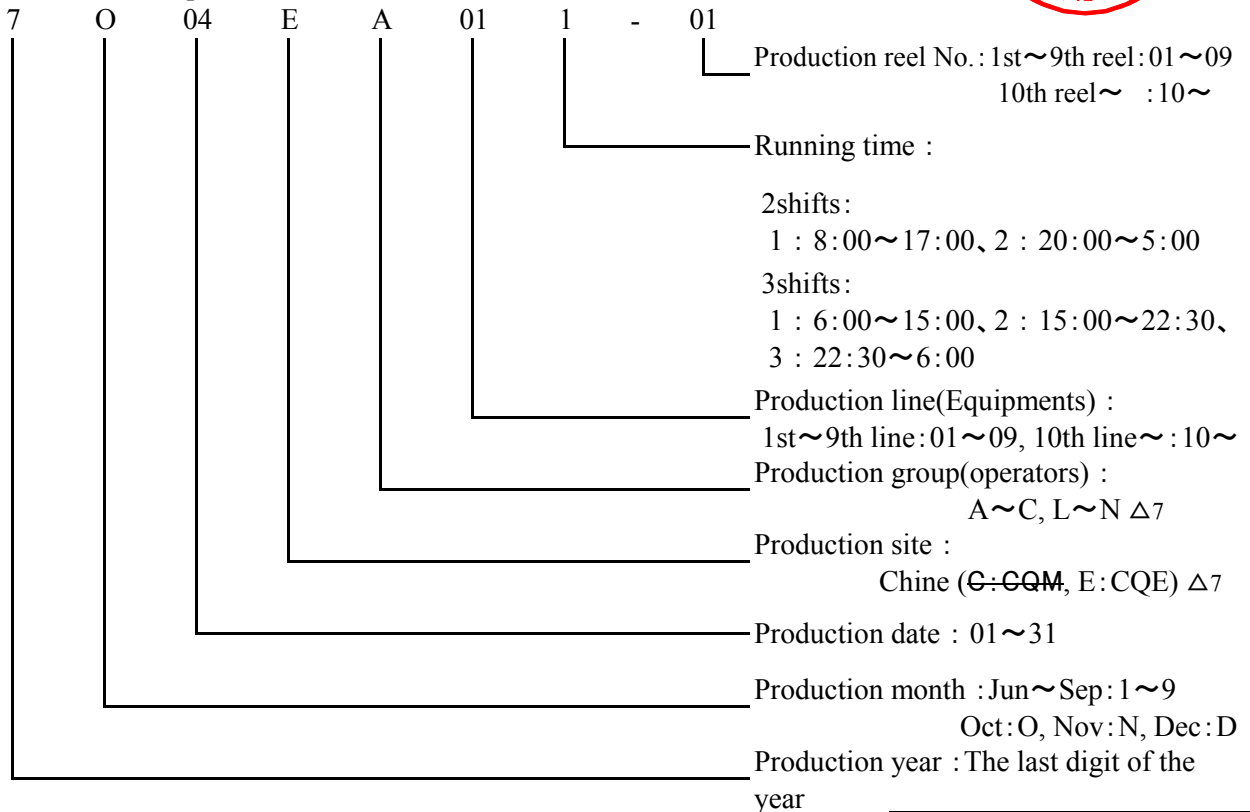 7 O 04 E A 01 1 - 01
Production reel No.:1st～9th reel:01～09
10th reel～ :10～
Running time :
2shifts:
1 : 8:00～17:00、2 : 20:00～5:00
3shifts:
1 : 6:00～15:00、2 : 15:00～22:30、
3 : 22:30～6:00
Production line(Equipments) :
1st～9th line:01～09, 10th line～:10～
Production group(operators) :
A～C, L～N △7
Production site :
Chine (C:CQM, E:CQE) △7
Production date : 01～31
Production month :Jun～Sep:1～9
Oct:O, Nov:N, Dec:D
Production year :The last digit of the
year